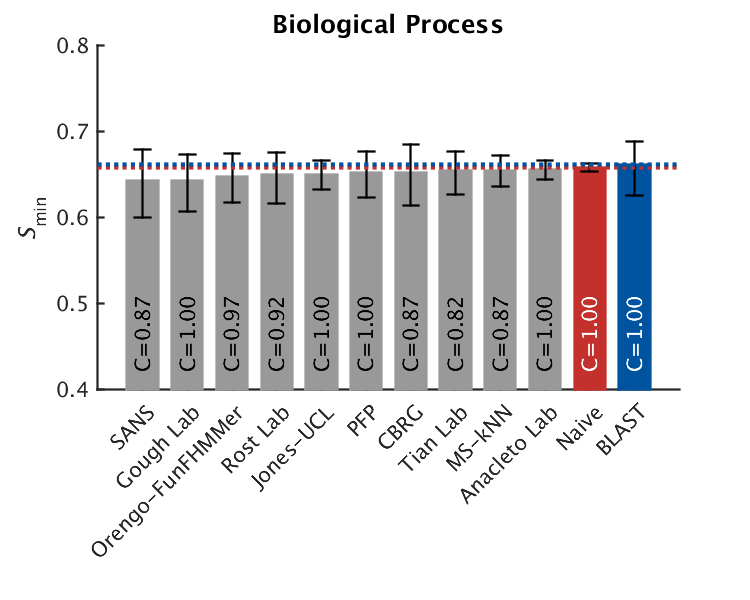 Biological Process
0.8
0.7
0.6
0.5
0.4
Smin
C=0.87
C=1.00
C=0.97
C=0.92
C=1.00
C=1.00
C=0.87
C=0.82
C=0.87
C=1.00
C=1.00
C=1.00
SANS
Gough Lab
Orengo-FunFHMMer
Rost Lab
Jones-UCL
PFP
CBRG
Tian Lab
MS-kNN
Anacleto Lab
Naive
BLAST